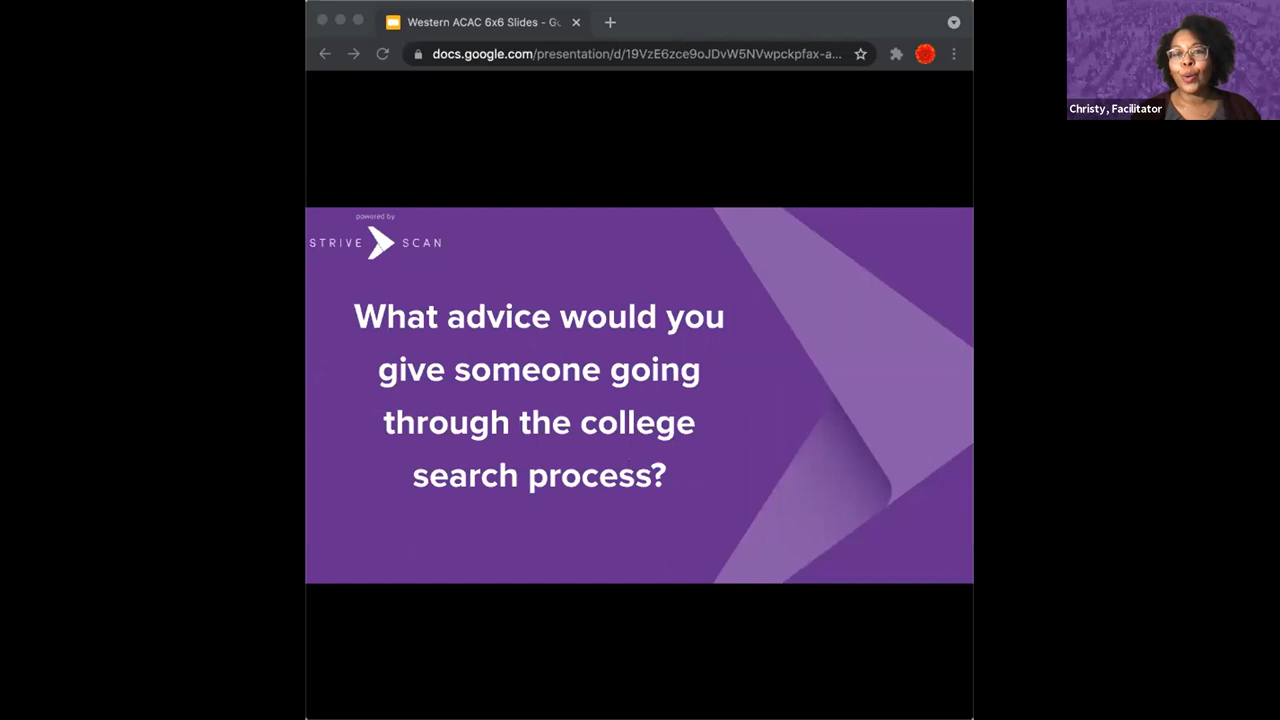 Western ACAC 6x6 Slides - Go
docs.google.com/presentation/d/19VzE6zce9oJDvW5NVwpckpfax-a...
Christy, Facilitator
powered by
STRIVE SCAN
What advice would you
give someone going
through the college
search process?